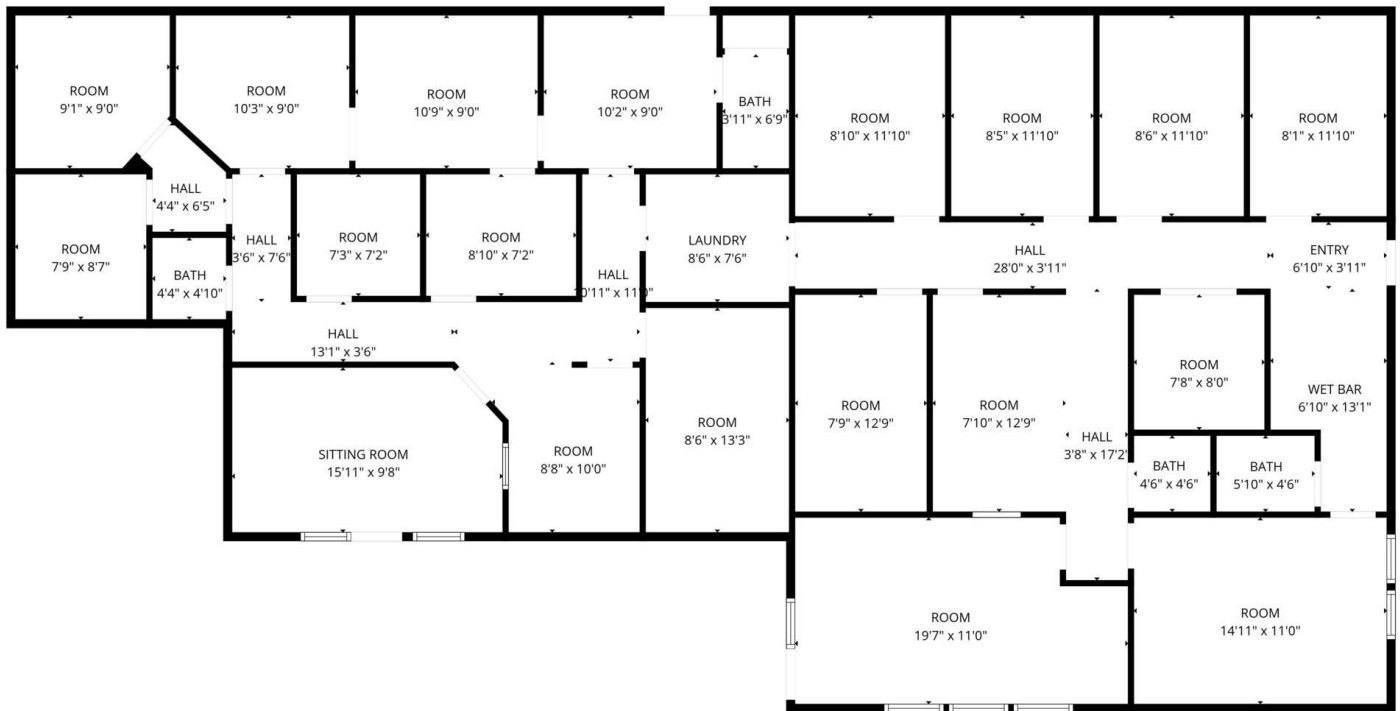 ROOM
9'1" x 9'0"
ROOM
10'3" x 9'0"
ROOM
10'9" x 9'0"
ROOM
10'2" x 9'0"
BATH
3'11" x 6'9"
ROOM
8'10" x 11'10"
ROOM
8'5" x 11'10"
ROOM
8'6" x 11'10"
ROOM
8'1" x 11'10"
HALL
4'4" x 6'5"
ROOM
7'9" x 8'7"
BATH
4'4" x 4'10"
HALL
3'6" x 7'6"
ROOM
7'3" x 7'2"
ROOM
8'10" x 7'2"
HALL
10'11" x 11'0"
LAUNDRY
8'6" x 7'6"
HALL
28'0" x 3'11"
ENTRY
6'10" x 3'11"
HALL
13'1" x 3'6"
SITTING ROOM
15'11" x 9'8"
ROOM
8'8" x 10'0"
ROOM
8'6" x 13'3"
ROOM
7'9" x 12'9"
ROOM
7'10" x 12'9"
HALL
3'8" x 17'2"
ROOM
7'8" x 8'0"
WET BAR
6'10" x 13'1"
BATH
4'6" x 4'6"
BATH
5'10" x 4'6"
ROOM
19'7" x 11'0"
ROOM
14'11" x 11'0"